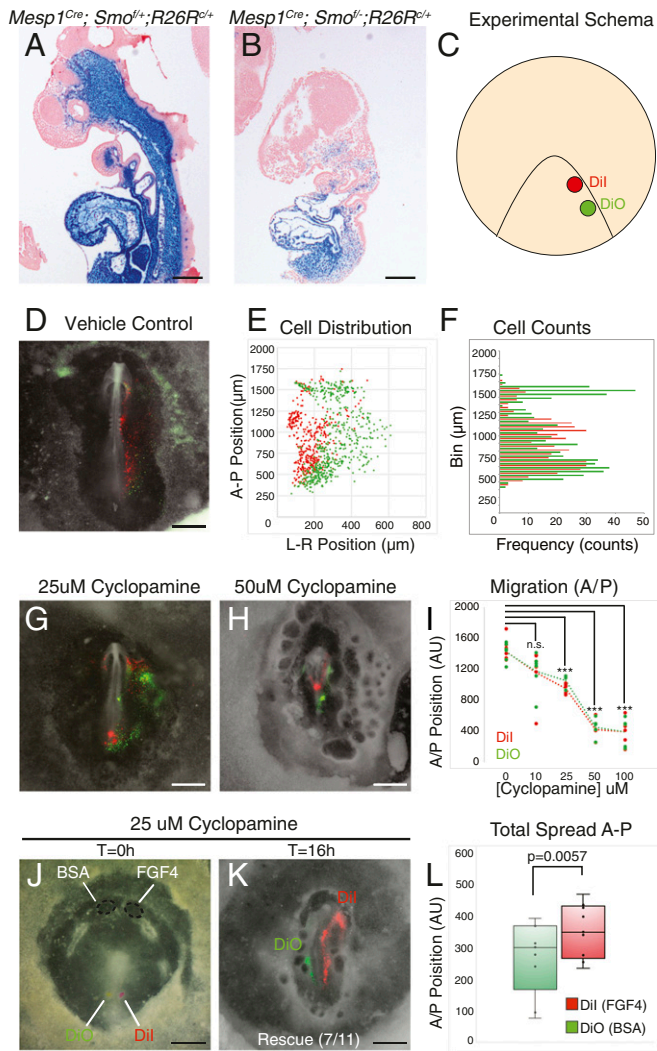 Mesp1Cre; Smof/+;R26Rc/+
Mesp1Cre; Smof/-;R26Rc/+
Experimental Schema
A
B
C
DiI
DiO
D
Vehicle Control
E
Cell Distribution
F
Cell Counts
A-P Position(μm)
2000
1750
1500
1250
1000
750
500
250
0
0
200
400
600
800
L-R Position (μm)
Bin (μm)
2000
1750
1500
1250
1000
750
500
250
0
10
20
30
40
50
Frequency (counts)
25uM Cyclopamine
50uM Cyclopamine
Migration (A/P)
G
H
I
A/P Poisition (AU)
2000
1600
1200
800
400
0
n.s.
***
***
***
DiI
DiO
0
10
25
50
100
[Cyclopamine] uM
25 uM Cyclopamine
T=0h
T=16h
Total Spread A-P
J
BSA
FGF4
DiO
DiI
K
DiI
DiO
Rescue (7/11)
L
p=0.0057
A/P Poisition (AU)
600
500
400
300
200
100
0
DiI (FGF4)
DiO (BSA)